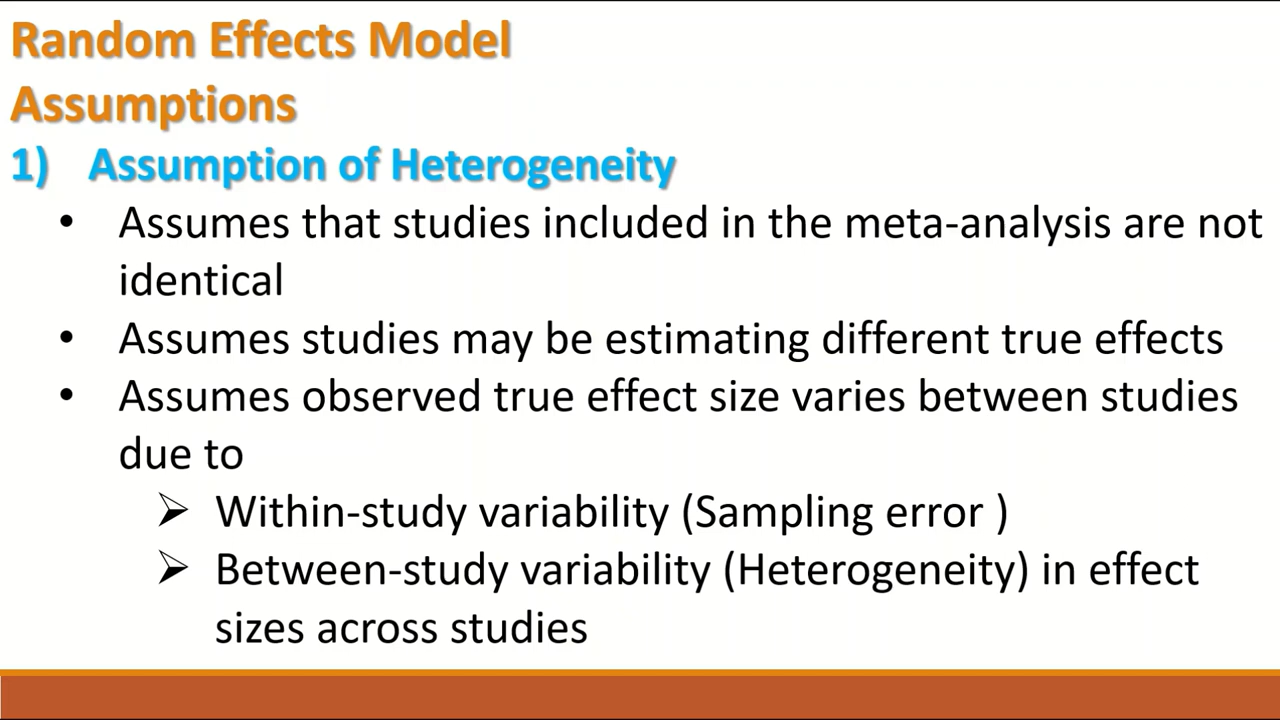 Random Effects Model
Assumptions
1) Assumption of Heterogeneity
• Assumes that studies included in the meta-analysis are not
identical
• Assumes studies may be estimating different true effects
• Assumes observed true effect size varies between studies
due to
➢ Within-study variability (Sampling error )
➢ Between-study variability (Heterogeneity) in effect
sizes across studies